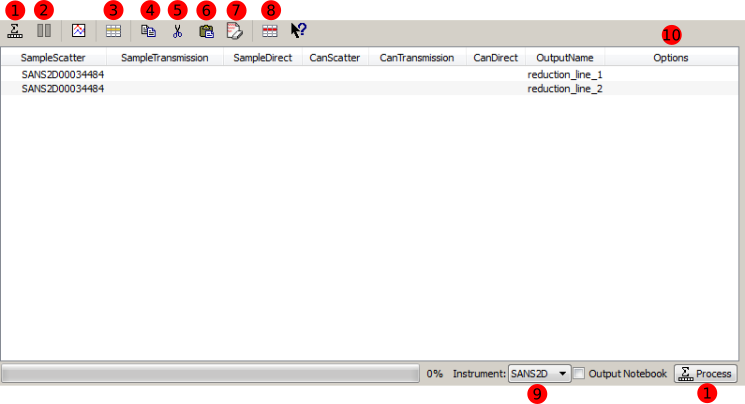 1 2 3 4 5 6 7 8
10
SampleScatter SampleTransmission SampleDirect CanScatter CanTransmission CanDirect OutputName Options
SANS2D00034484 reduction_line_1
SANS2D00034484 reduction_line_2
0% Instrument: SANS2D Output Notebook Process
9 1